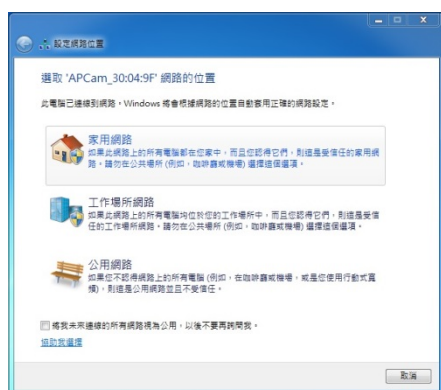 設定網路位置
選取 'APCam_30:04:9F' 網路的位置
此電腦已連線到網路。Windows 將會根據網路的位置自動套用正確的網路設定。
家用網路
如果此網路上的所有電腦都在您家中，而且您認得它們，則這是受信任的家用網
路。請勿在公共場所 (例如，咖啡廳或機場) 選擇這個選項。
工作場所網路
如果此網路上的所有電腦均位於您的工作場所中，而且您認得它們，則這是受信
任的工作場所網路。請勿在公共場所 (例如，咖啡廳或機場) 選擇這個選項。
公用網路
如果您不認得網路上的所有電腦 (例如，在咖啡廳或機場，或是您使用行動式寬
頻)，則這是公用網路並且不受信任。
將我未來連線的所有網路視為公用，以後不要再詢問我。
協助我選擇
取消